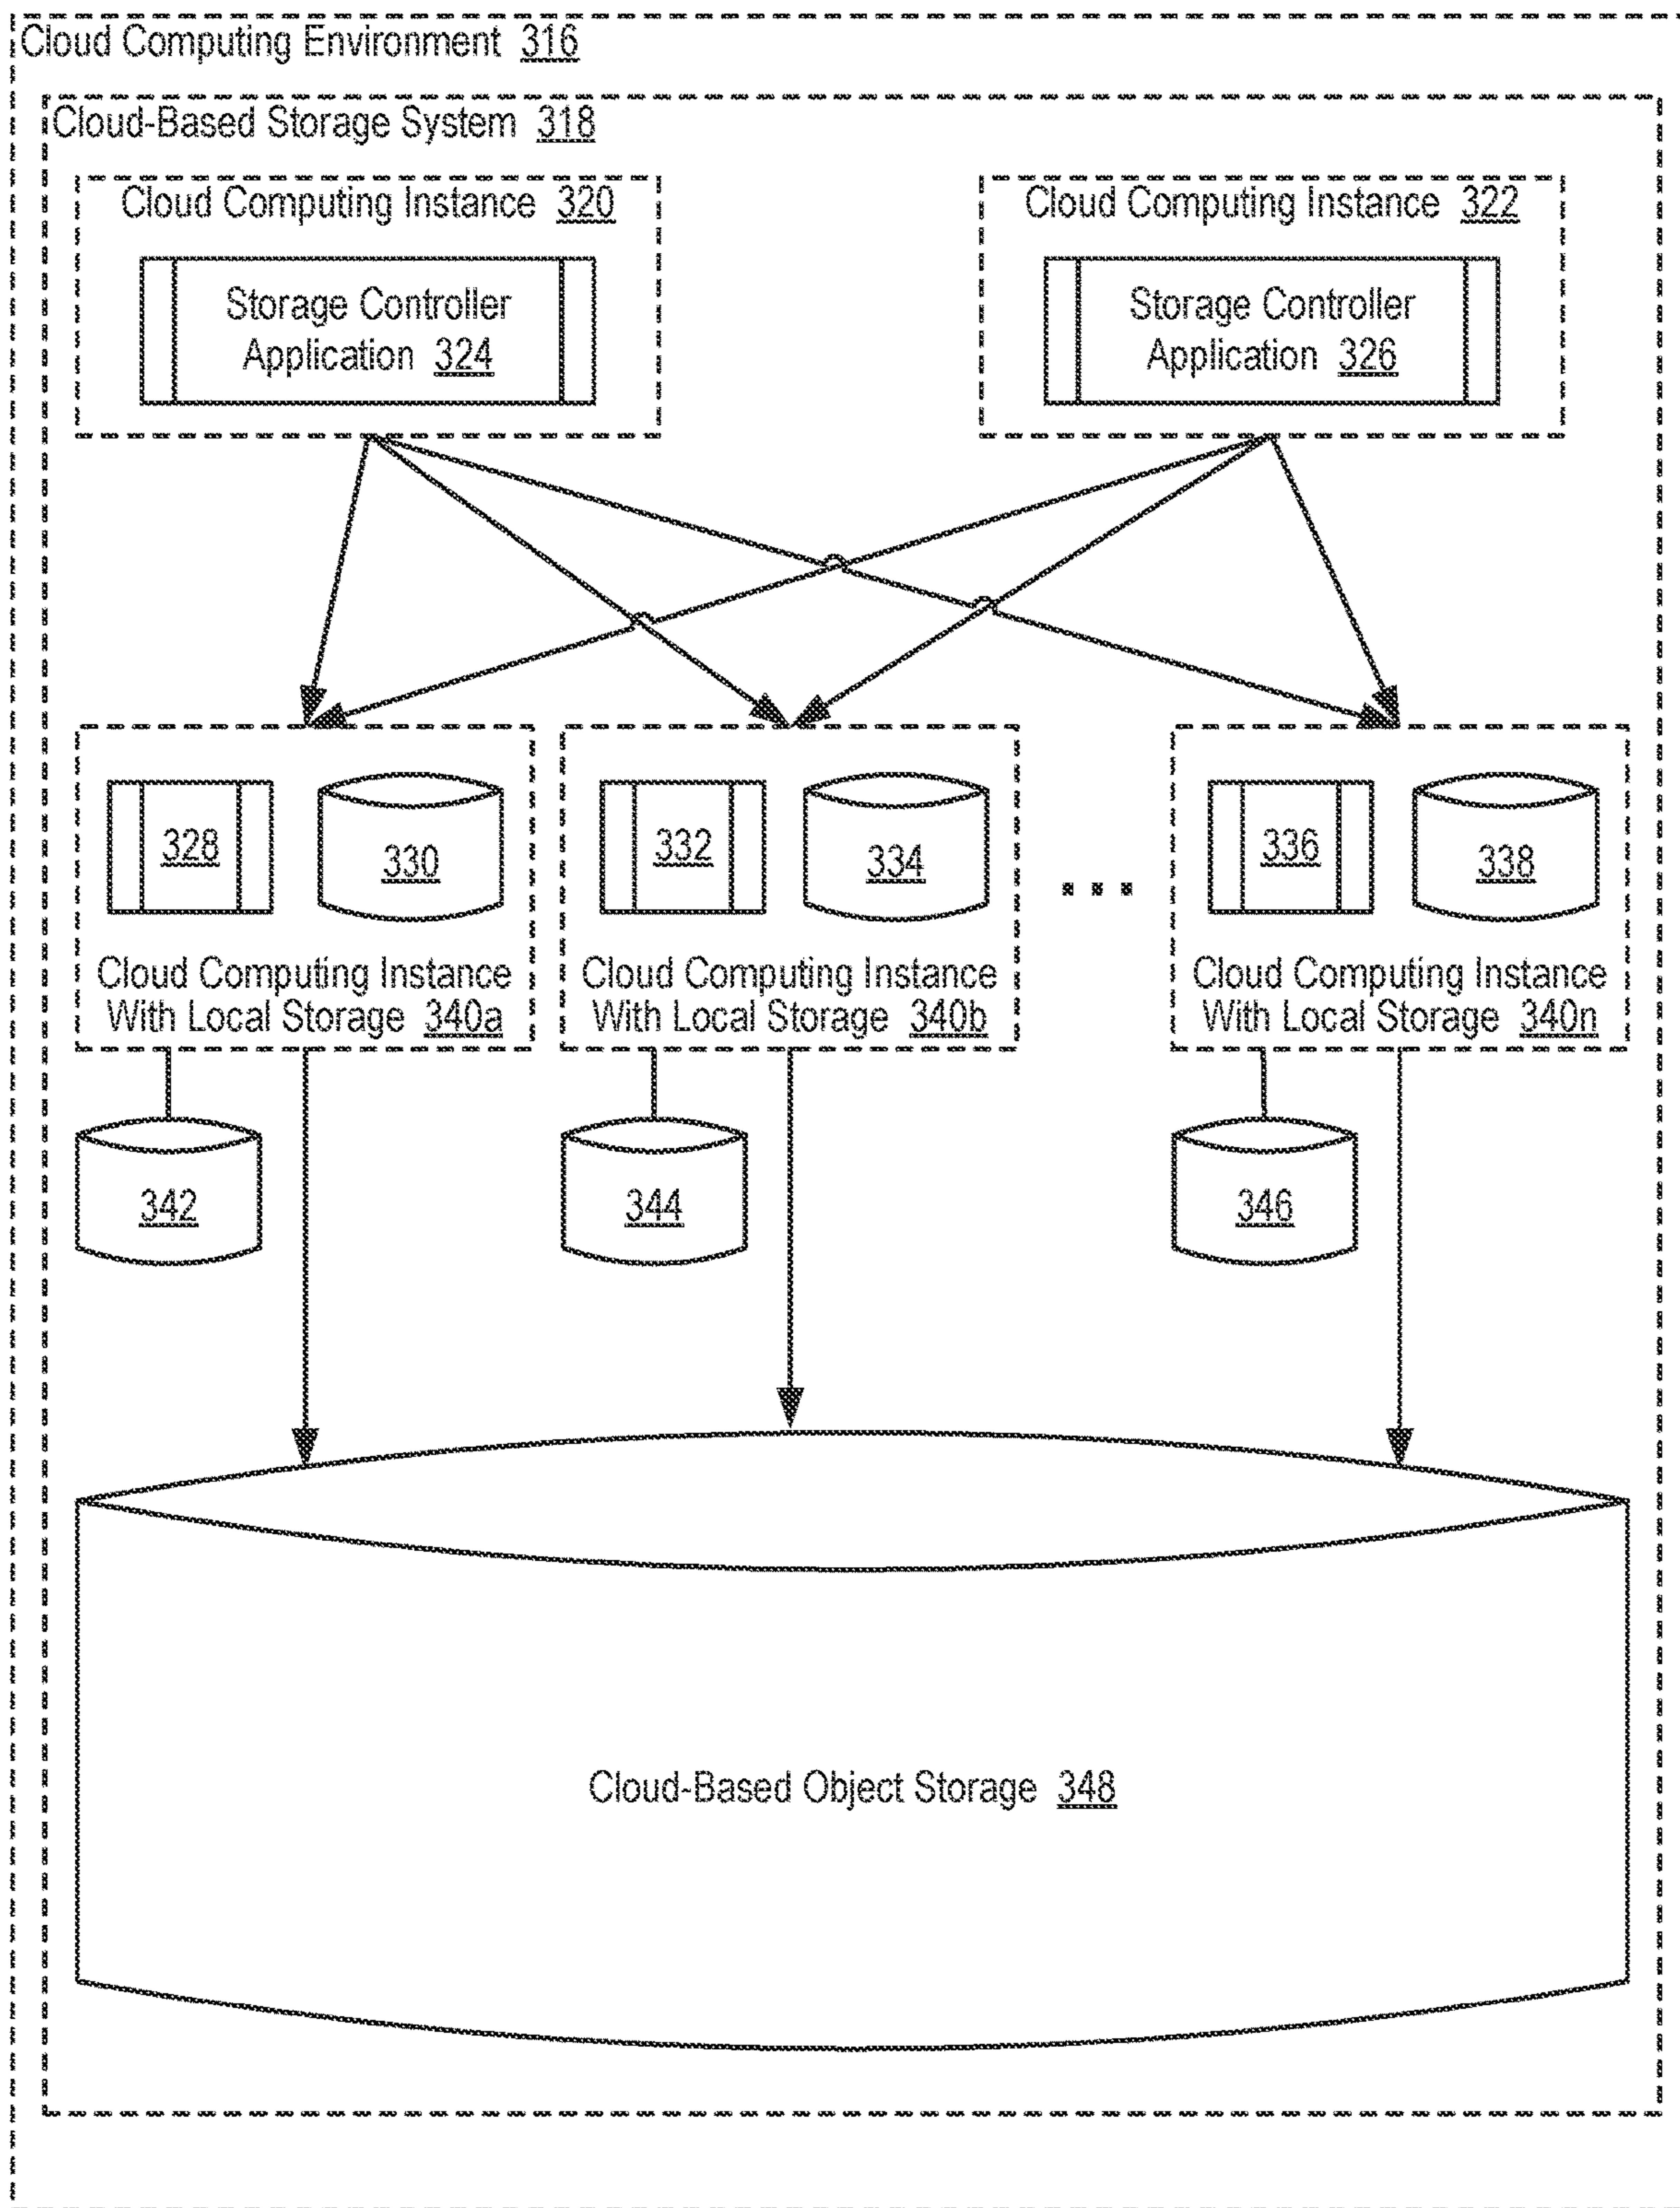 Cloud Computing Environment 316
Cloud-Based Storage System 318
Cloud Computing Instance 320
Storage Controller
Application 324
Cloud Computing Instance 322
Storage Controller
Application 326
328
330
Cloud Computing Instance
With Local Storage 340a
332
334
Cloud Computing Instance
With Local Storage 340b
...
336
338
Cloud Computing Instance
With Local Storage 340n
342
344
346
Cloud-Based Object Storage 348